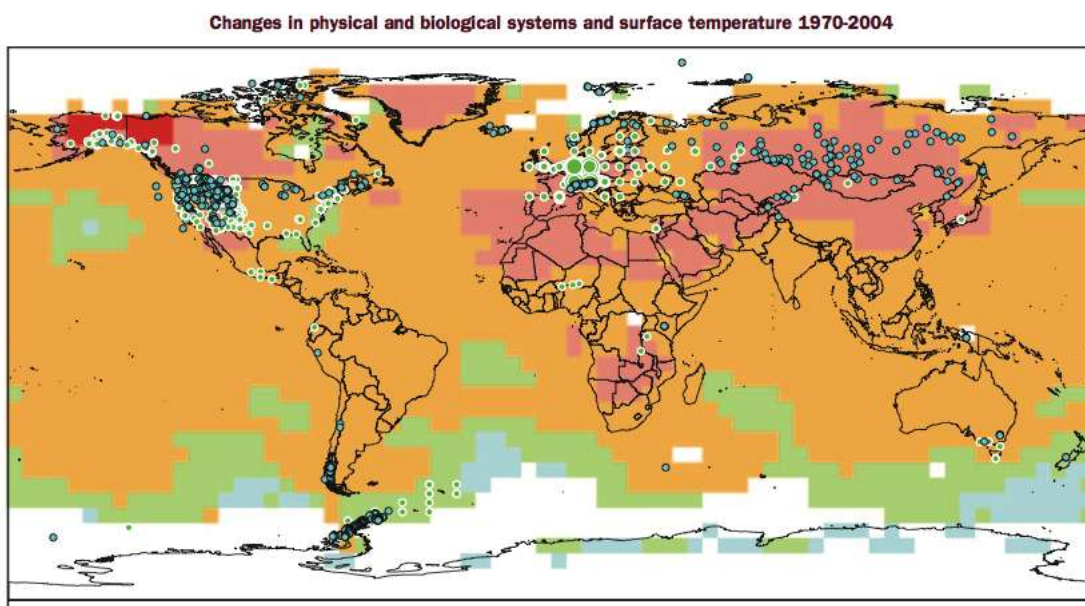 Changes in physical and biological systems and surface temperature 1970-2004